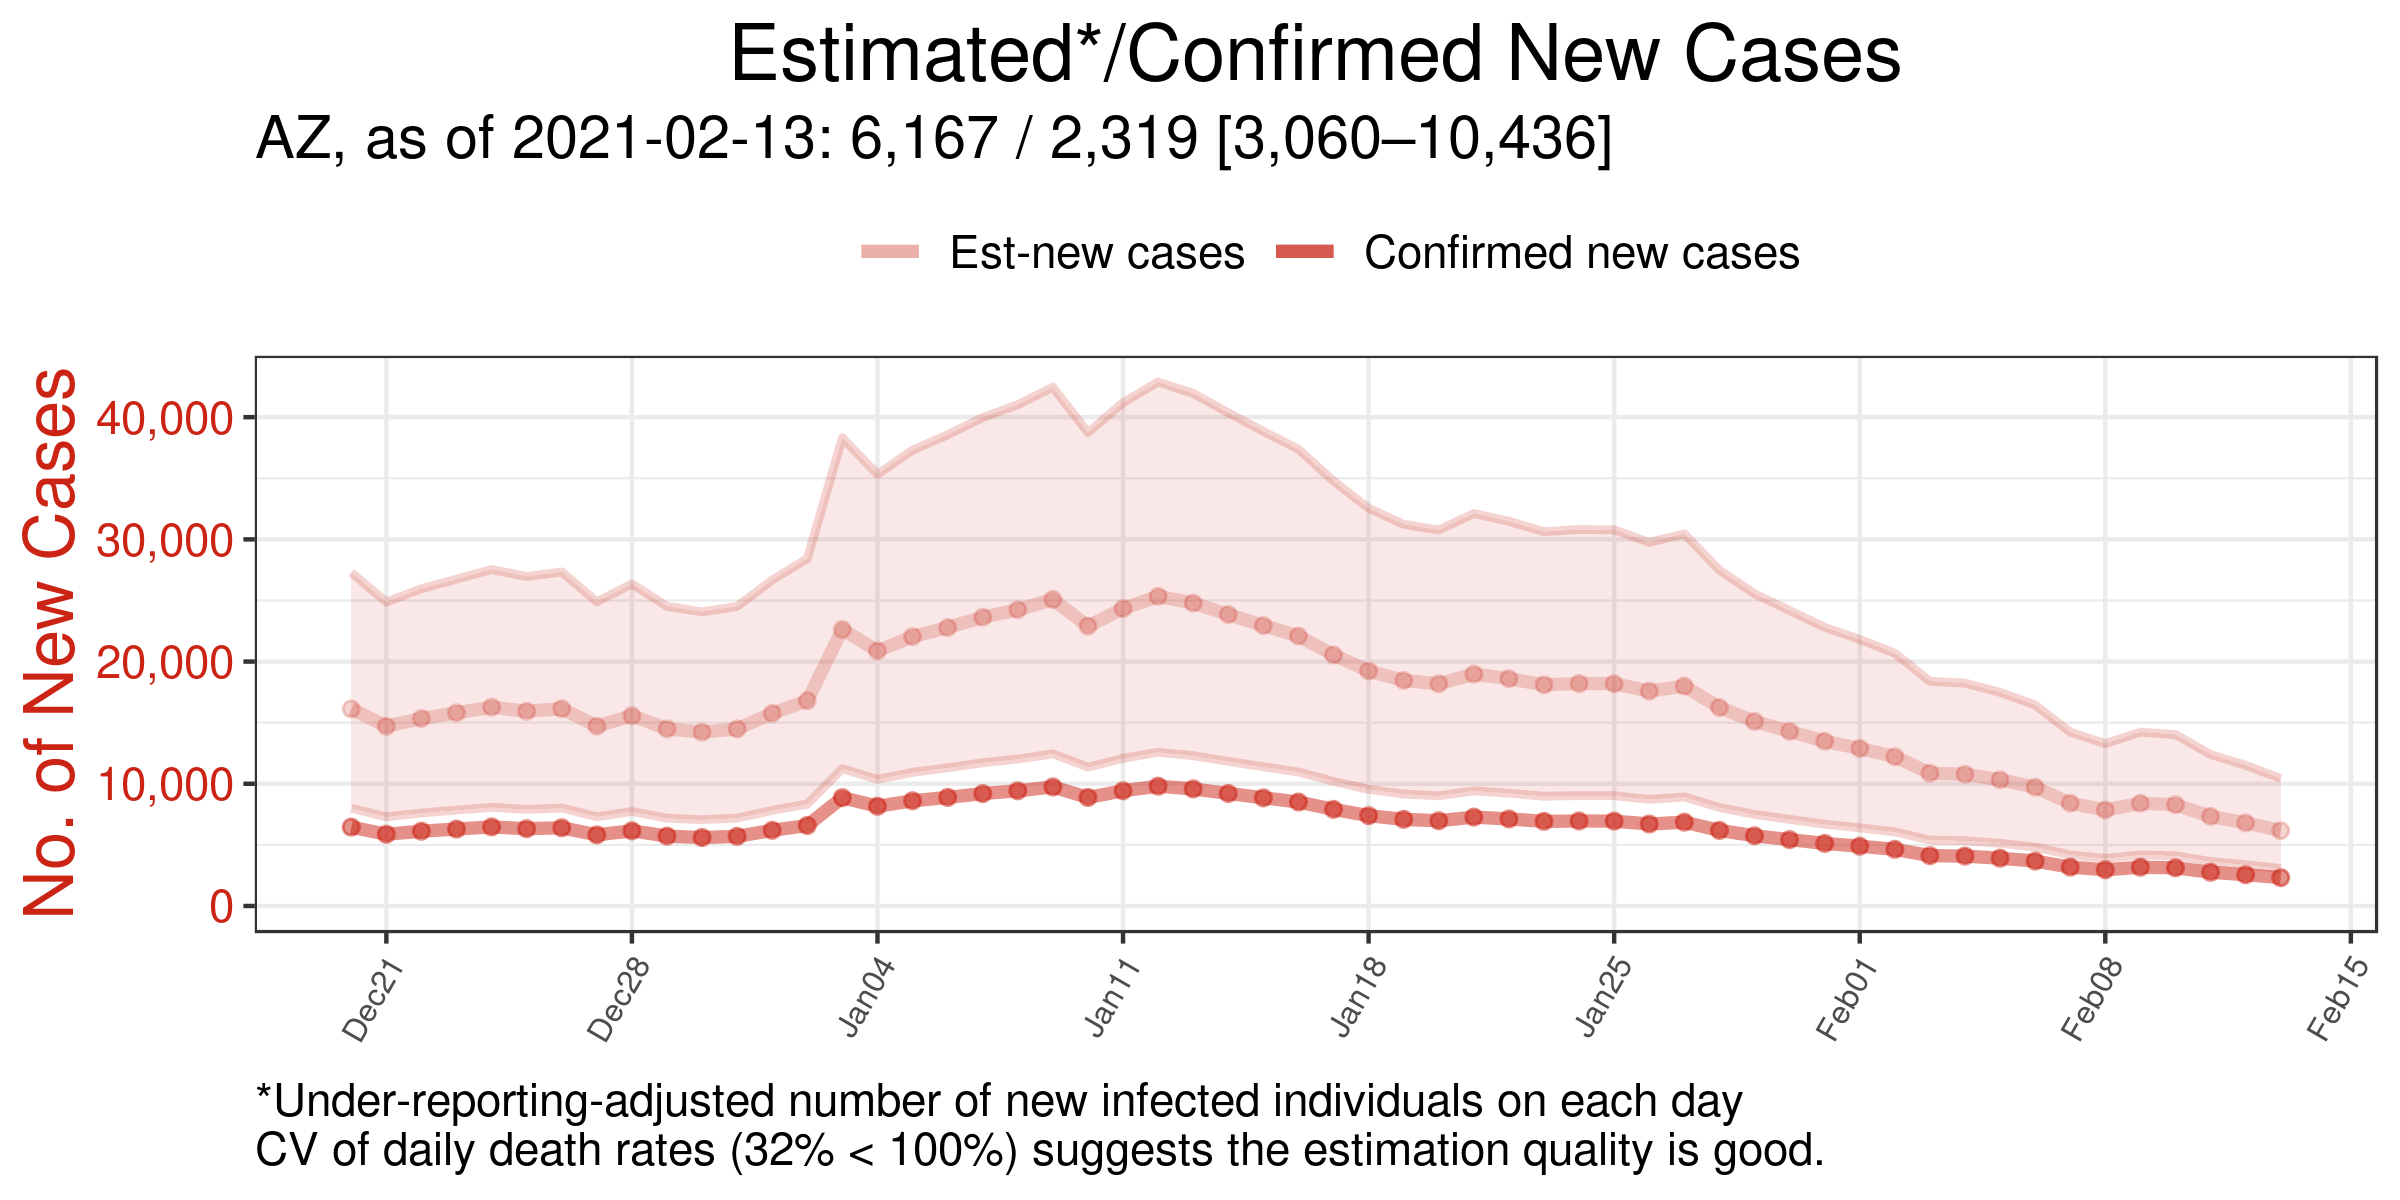 Estimated*/Confirmed New Cases
AZ, as of 2021-02-13: 6,167 / 2,319 [3,060–10,436]
Est-new cases
Confirmed new cases
No. of New Cases
40,000
30,000
20,000
10,000
0
Dec21
Dec28
Jan04
Jan11
Jan18
Jan25
Feb01
Feb08
Feb15
*Under-reporting-adjusted number of new infected individuals on each day
CV of daily death rates (32% < 100%) suggests the estimation quality is good.